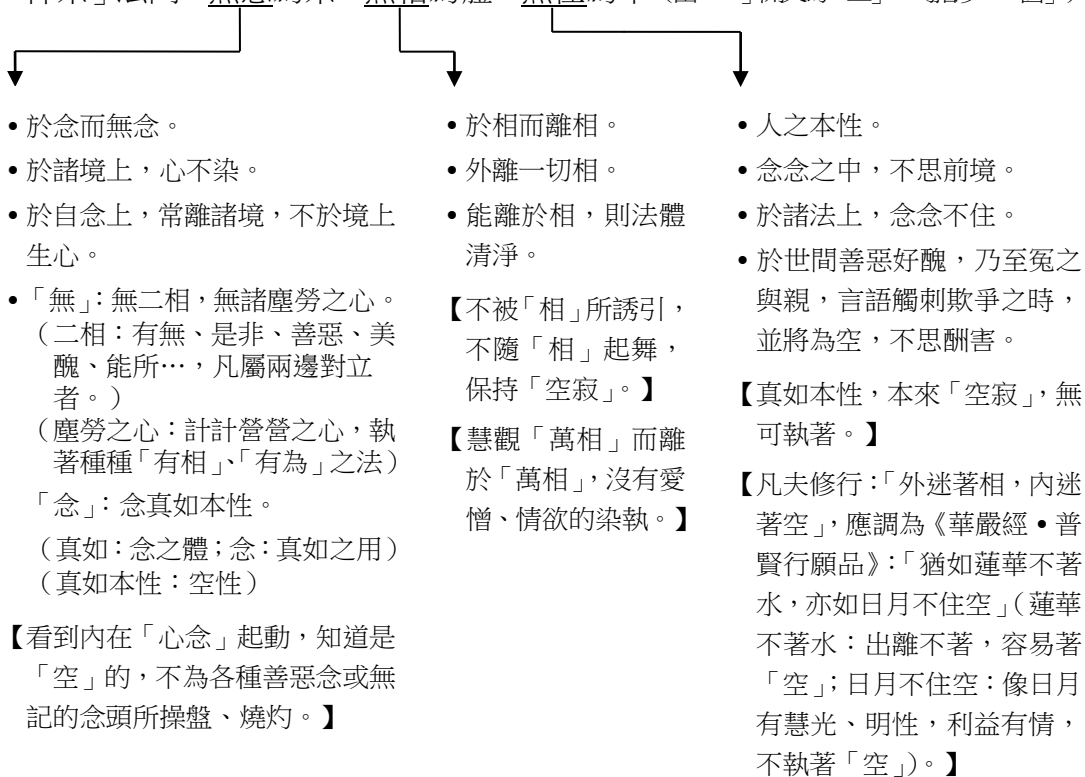 無念為宗 無相為體 無住為本
• 於念而無念。
• 於諸境上，心不染。
• 於自念上，常離諸境，不於境上
生心。
• 「無」：無二相，無諸塵勞之心。
（二相：有無、是非、善惡、美
醜、能所…，凡屬兩邊對立
者。）
（塵勞之心：計計營營之心，執
著種種「有相」、「有為」之法）
「念」：念真如本性。
（真如：念之體；念：真如之用）
（真如本性：空性）
【看到內在「心念」起動，知道是
「空」的，不為各種善惡念或無
記的念頭所操盤、燒灼。】
• 於相而離相。
• 外離一切相。
• 能離於相，則法體
清淨。
【不被「相」所誘引，
不隨「相」起舞，
保持「空寂」。】
【慧觀「萬相」而離
於「萬相」，沒有愛
憎、情欲的染執。】
• 人之本性。
• 念念之中，不思前境。
• 於諸法上，念念不住。
• 於世間善惡好醜，乃至冤之
與親，言語觸刺欺爭之時，
並將為空，不思酬害。
【真如本性，本來「空寂」，無
可執著。】
【凡夫修行：「外迷著相，內迷
著空」，應調為《華嚴經•普
賢行願品》：「猶如蓮華不著
水，亦如日月不住空」（蓮華
不著水：出離不著，容易著
「空」；日月不住空：像日月
有慧光、明性，利益有情，
不執著「空」）。】